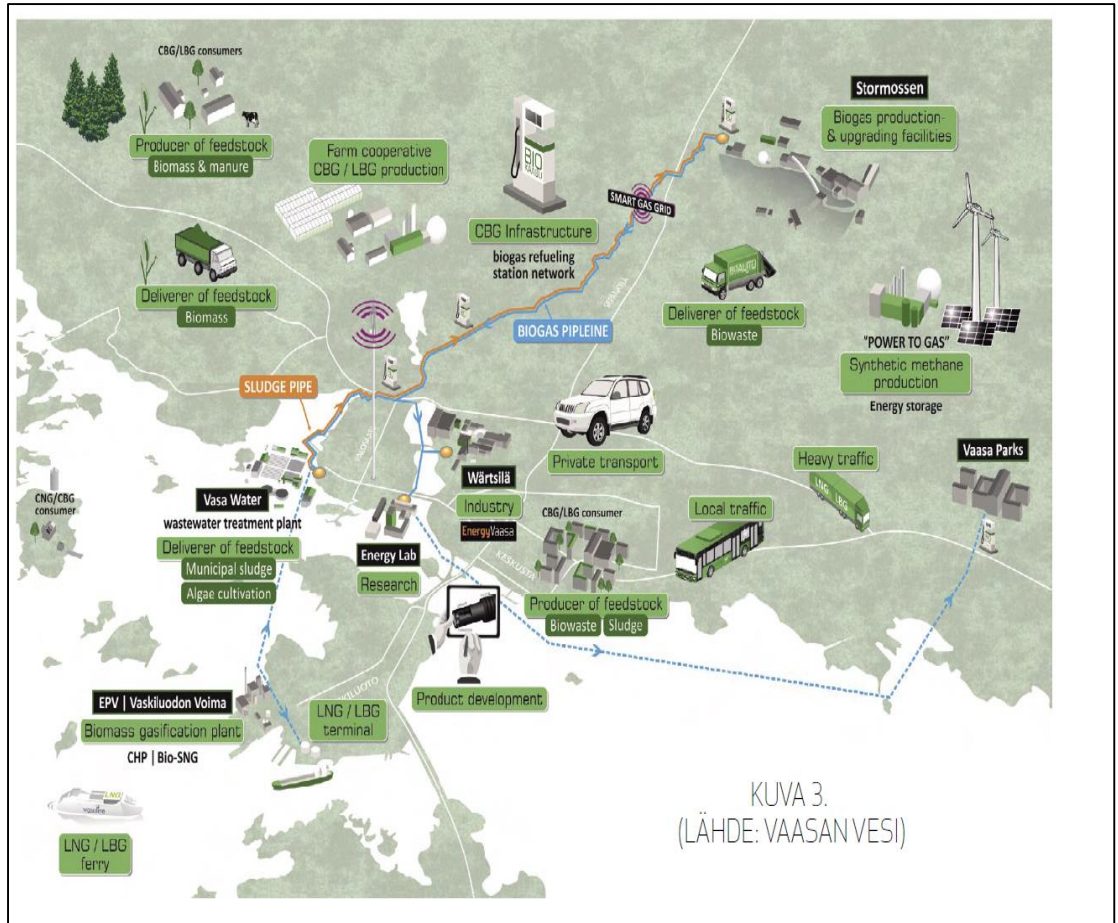 CBG/LBG consumers
Producer of feedstock
Biomass & manure
Farm cooperative
CBG / LBG production
BIO
KAASU
CBG Infrastructure
biogas refueling
station network
Stormossen
Biogas production-
& upgrading facilities
SMART GAS GRID
Deliverer of feedstock
Biomass
BIOGAS PIPLEINE
Deliverer of feedstock
Biowaste
"POWER TO GAS"
Synthetic methane
production
Energy storage
SLUDGE PIPE
Private transport
Vasa Water
wastewater treatment plant
Deliverer of feedstock
Municipal sludge
Algae cultivation
CNG/CBG
consumer
Wärtsilä
Industry
EnergyVaasa
Energy Lab
Research
CBG/LBG consumer
KESKUSTA
Producer of feedstock
Biowaste
Sludge
Local traffic
Heavy traffic
LNG LBG
Vaasa Parks
Product development
EPV | Vaskiluodon Voima
Biomass gasification plant
CHP | Bio-SNG
LNG / LBG
terminal
LNG / LBG
ferry
KUVA 3.
(LÄHDE: VAASAN VESI)